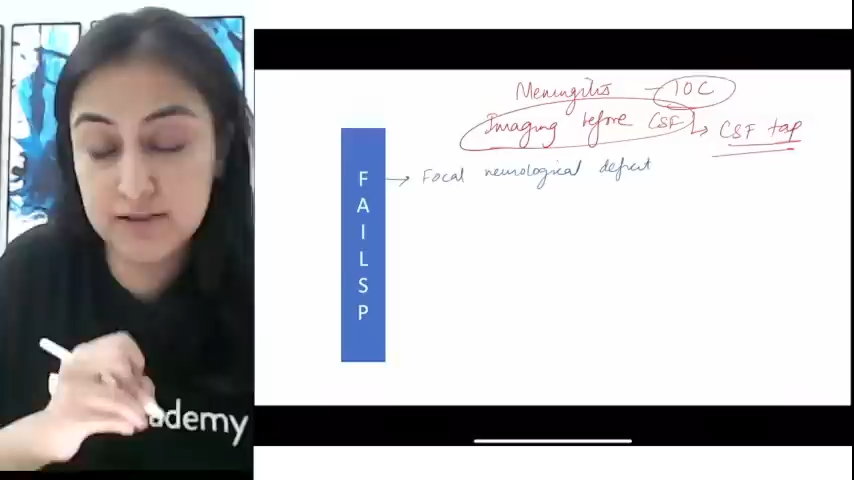 Meningitis - IOC
Imaging before CSF → CSF tap
F → Focal neurological deficit
A
I
L
S
P
ademy